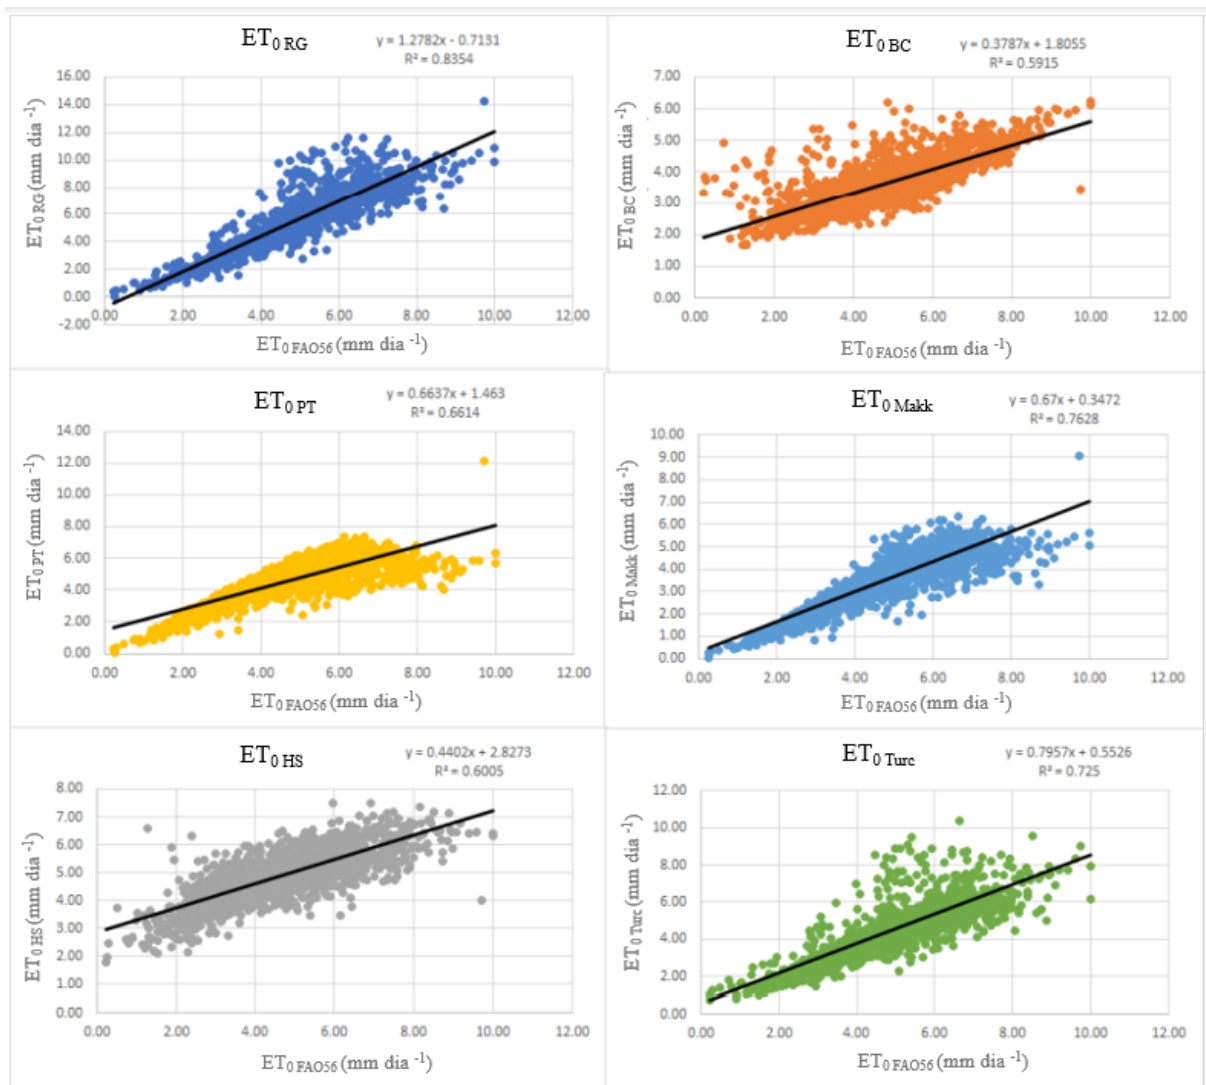 ET0 RG
y = 1.2782x - 0.7131
R² = 0.8354
16.00
14.00
12.00
10.00
8.00
6.00
4.00
2.00
0.00
-2.00
ET0 RG (mm dia -1)
0.00 2.00 4.00 6.00 8.00 10.00 12.00
ET0 FAO56 (mm dia -1)
ET0 BC
y = 0.3787x + 1.8055
R² = 0.5915
7.00
6.00
5.00
4.00
3.00
2.00
1.00
0.00
ET0 BC (mm dia -1)
0.00 2.00 4.00 6.00 8.00 10.00 12.00
ET0 FAO56 (mm dia -1)
ET0 PT
y = 0.6637x + 1.463
R² = 0.6614
14.00
12.00
10.00
8.00
6.00
4.00
2.00
0.00
ET0 PT (mm dia -1)
0.00 2.00 4.00 6.00 8.00 10.00 12.00
ET0 FAO56 (mm dia -1)
ET0 Makk
y = 0.67x + 0.3472
R² = 0.7628
10.00
9.00
8.00
7.00
6.00
5.00
4.00
3.00
2.00
1.00
0.00
ET0 Makk (mm dia -1)
0.00 2.00 4.00 6.00 8.00 10.00 12.00
ET0 FAO56 (mm dia -1)
ET0 HS
y = 0.4402x + 2.8273
R² = 0.6005
8.00
7.00
6.00
5.00
4.00
3.00
2.00
1.00
0.00
ET0 HS (mm dia -1)
0.00 2.00 4.00 6.00 8.00 10.00 12.00
ET0 FAO56 (mm dia -1)
ET0 Turc
y = 0.7957x + 0.5526
R² = 0.725
12.00
10.00
8.00
6.00
4.00
2.00
0.00
ET0 Turc (mm dia -1)
0.00 2.00 4.00 6.00 8.00 10.00 12.00
ET0 FAO56 (mm dia -1)